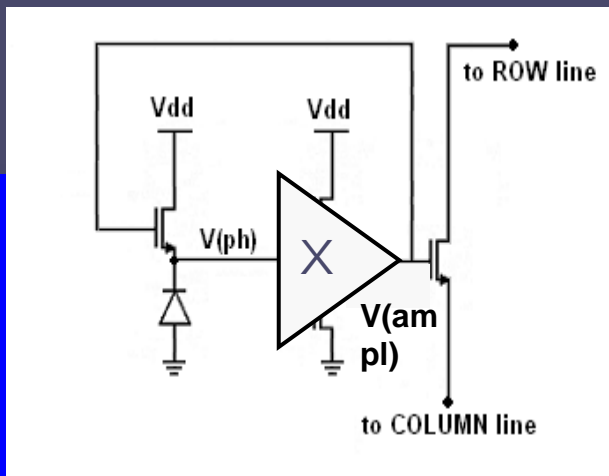 to ROW line
Vdd
Vdd
V(ph)
X
V(am
pl)
to COLUMN line